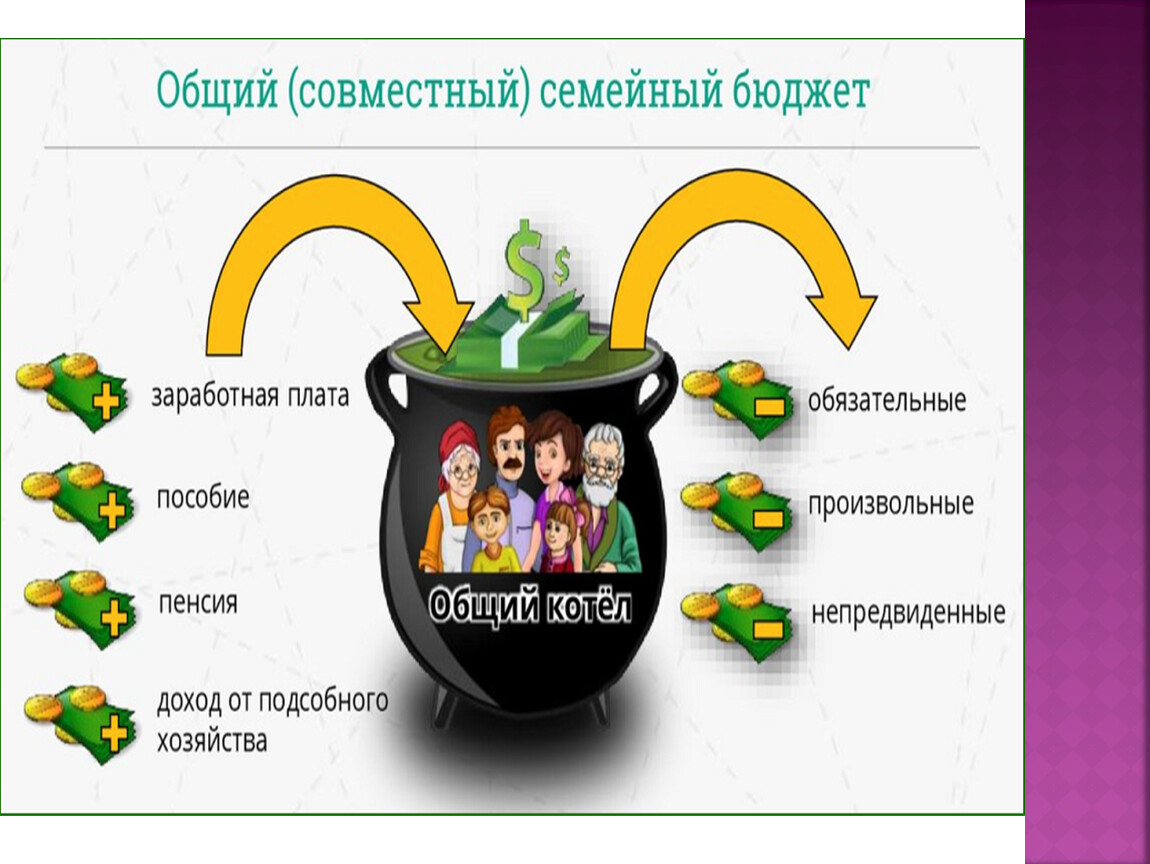 Общий (совместный) семейный бюджет
заработная плата
пособие
пенсия
доход от подсобного
хозяйства
Общий котёл
обязательные
произвольные
непредвиденные